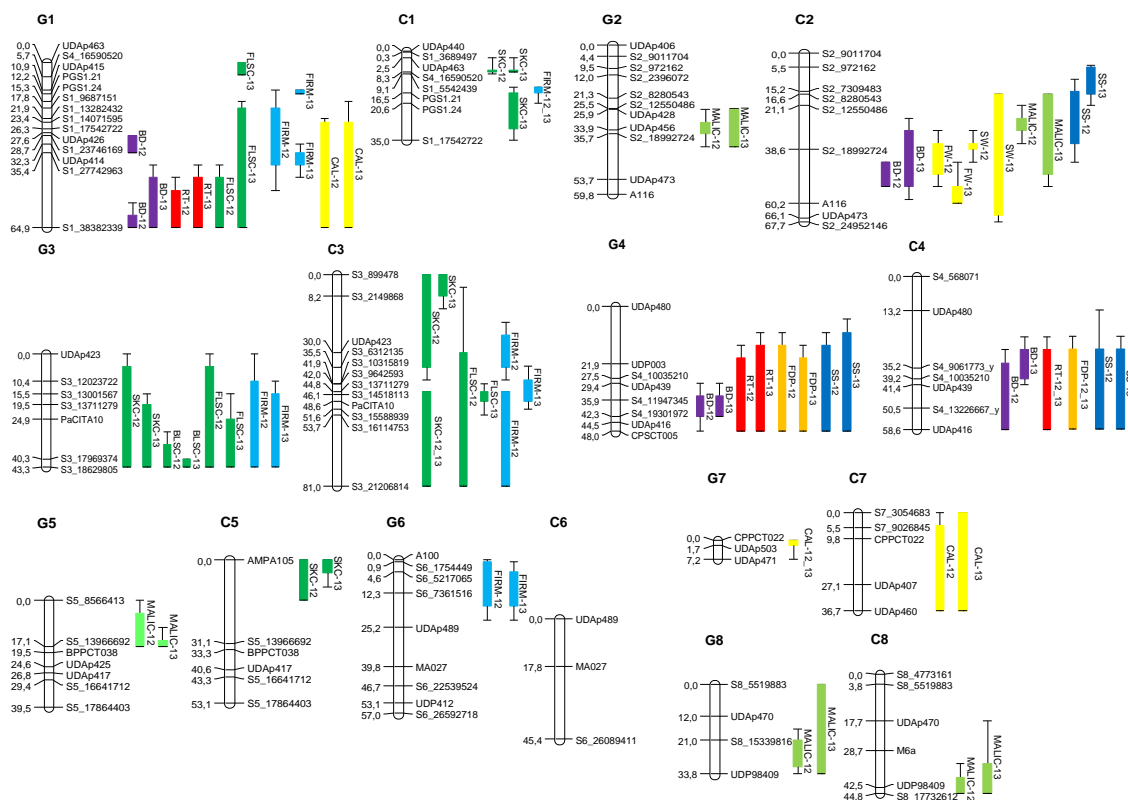 G1
0,0 UDAp463
5,7 S4_16590520
10,9 UDAp415
12,2 PGS1.21
15,3 PGS1.24
17,8 S1_9687151
21,9 S1_13282432
23,4 S1_14071595
26,3 S1_17542722
27,6 UDAp426
28,7 S1_23746169
32,3 UDAp414
35,4 S1_27742963
64,9 S1_38382339
BD-12
BD-12
BD-13
RT-12
RT-13
FLSC-12
FLSC-13
FLSC-13
FIRM-12
FIRM-13
FIRM-13
CAL-12
CAL-13
C1
0,0 UDAp440
0,3 S1_3689497
2,5 UDAp463
8,3 S4_16590520
9,1 S1_5542439
16,5 PGS1.21
20,6 PGS1.24
35,0 S1_17542722
SKC-12
SKC-13
SKC-13
FIRM-12_13
G2
0,0 UDAp406
4,4 S2_9011704
9,5 S2_972162
12,0 S2_2396072
21,3 S2_8280543
25,5 S2_12550486
25,9 UDAp428
33,9 UDAp456
35,7 S2_18992724
53,7 UDAp473
59,8 A116
MALIC-12
MALIC-13
C2
0,0 S2_9011704
5,5 S2_972162
15,2 S2_7309483
16,6 S2_8280543
21,1 S2_12550486
38,6 S2_18992724
60,2 A116
66,1 UDAp473
67,7 S2_24952146
BD-12
BD-13
FW-12
FW-13
SW-12
SW-13
MALIC-12
MALIC-13
SS-12
SS-13
G3
0,0 UDAp423
10,4 S3_12023722
15,5 S3_13001567
19,5 S3_13711279
24,9 PaCITA10
40,3 S3_17969374
43,3 S3_18629805
SKC-12
SKC-13
BLSC-12
BLSC-13
FLSC-12
FLSC-13
FIRM-12
FIRM-13
C3
0,0 S3_899478
8,2 S3_2149868
30,0 UDAp423
35,5 S3_6312135
41,9 S3_10315819
42,0 S3_9642593
44,8 S3_13711279
46,1 S3_14518113
48,6 PaCITA10
51,6 S3_15588939
53,7 S3_16114753
81,0 S3_21206814
SKC-12
SKC-13
SKC-12_13
FLSC-12
FLSC-13
FIRM-12
FIRM-12
FIRM-13
G4
0,0 UDAp480
21,9 UDP003
27,5 S4_10035210
29,4 UDAp439
35,9 S4_11947345
42,3 S4_19301972
44,5 UDAp416
48,0 CPSCT005
BD-12
BD-13
RT-12
RT-13
FDP-12
FDP-13
SS-12
SS-13
C4
0,0 S4_568071
13,2 UDAp480
35,2 S4_9061773_y
39,2 S4_10035210
41,4 UDAp439
50,5 S4_13226667_y
58,6 UDAp416
BD-12
BD-13
RT-12_13
FDP-12_13
SS-12
G5
0,0 S5_8566413
17,1 S5_13966692
19,5 BPPCT038
24,6 UDAp425
26,8 UDAp417
29,4 S5_16641712
39,5 S5_17864403
MALIC-12
MALIC-13
C5
0,0 AMPA105
31,1 S5_13966692
33,3 BPPCT038
40,6 UDAp417
43,3 S5_16641712
53,1 S5_17864403
SKC-12
SKC-13
G6
0,0 A100
0,9 S6_1754449
4,6 S6_5217065
12,3 S6_7361516
25,2 UDAp489
39,8 MA027
46,7 S6_22539524
53,1 UDP412
57,0 S6_26592718
FIRM-12
FIRM-13
C6
0,0 UDAp489
17,8 MA027
45,4 S6_26089411
G7
0,0 CPPCT022
1,7 UDAp503
7,2 UDAp471
CAL-12_13
C7
0,0 S7_3054683
5,5 S7_9026845
9,8 CPPCT022
27,1 UDAp407
36,7 UDAp460
CAL-12
CAL-13
G8
0,0 S8_5519883
12,0 UDAp470
21,0 S8_15339816
33,8 UDP98409
MALIC-12
MALIC-13
C8
0,0 S8_4773161
3,8 S8_5519883
17,7 UDAp470
28,7 M6a
42,5 UDP98409
44,8 S8_17732612
MALIC-12
MALIC-13